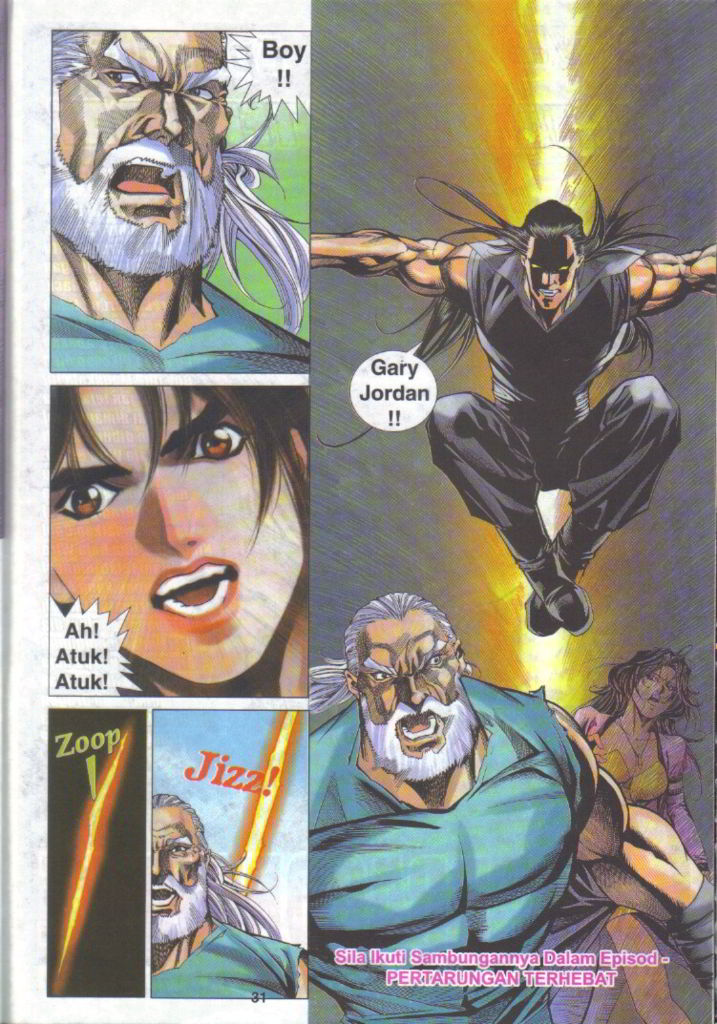 Boy
!!
Ah!
Atuk!
Atuk!
Zoop
!
Jizz!
31
Gary
Jordan
!!
Sila Ikuti Sambungannya Dalam Episod -
PERTARUNGAN TERHEBAT